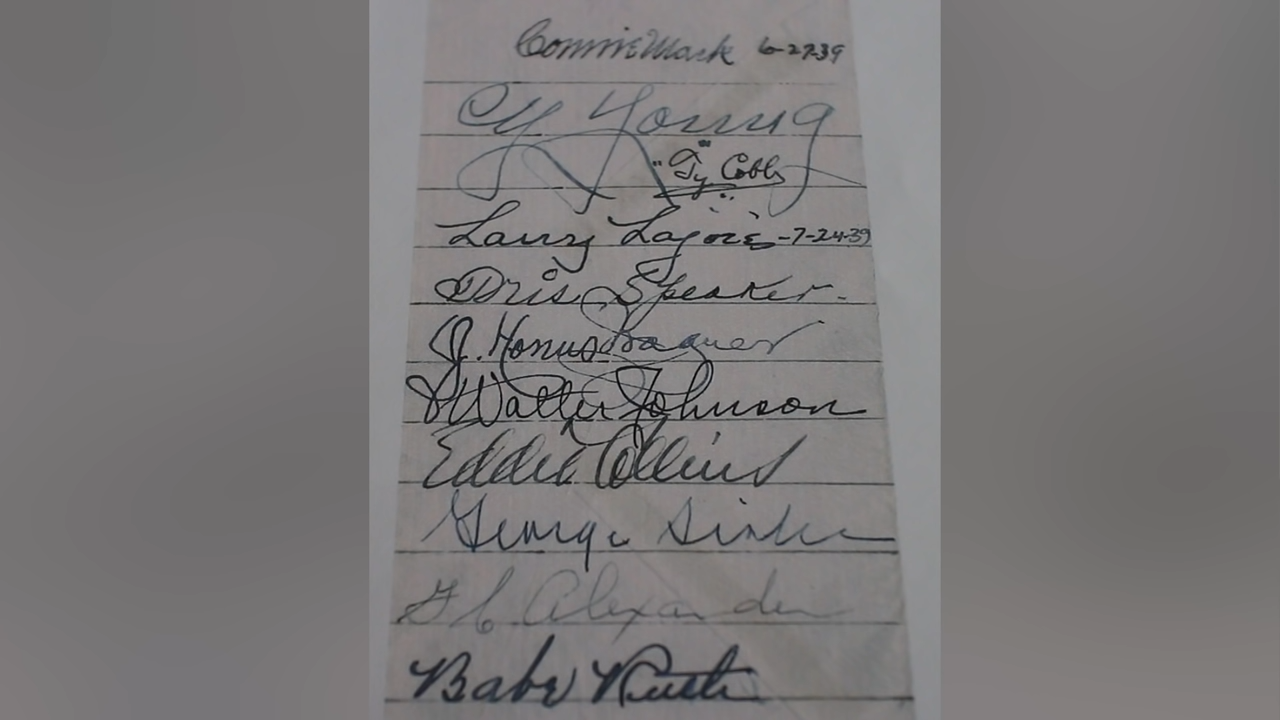 Connie Mack 6-27-39
Cy Young
"Ty" Cobb
Larry Lajoie -7-24-39
Tris Speaker.
J. Honus Wagner
Walter Johnson
Eddie Collins
George Sisler
G C Alexander
Babe Ruth